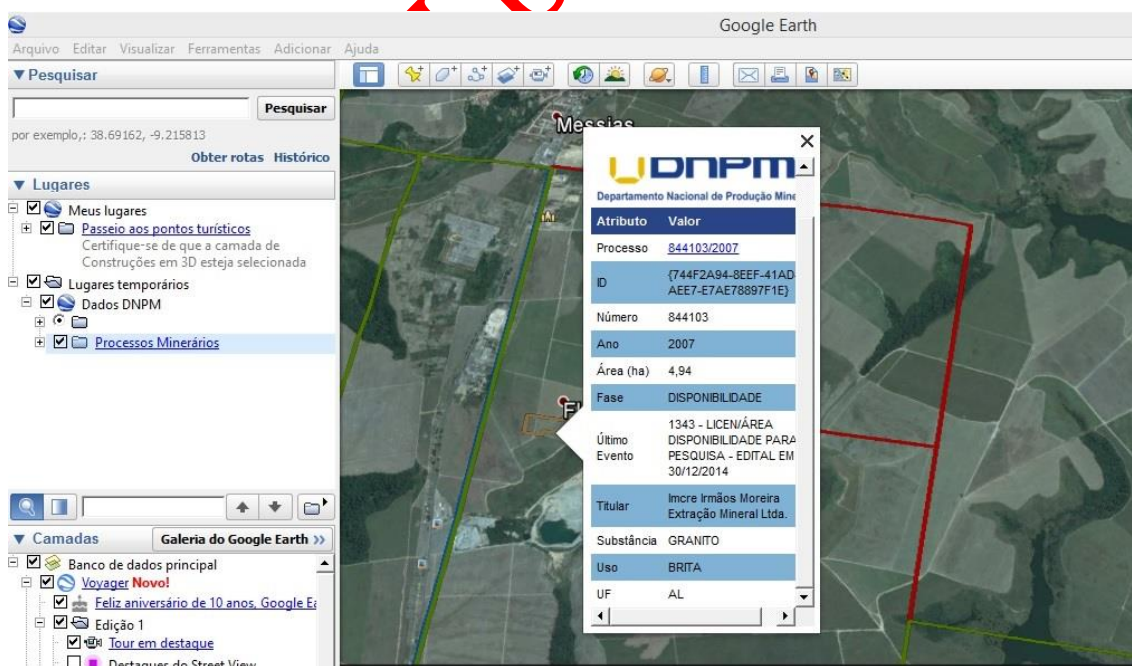 Google Earth
Arquivo Editar Visualizar Ferramentas Adicionar Ajuda
Pesquisar
Pesquisar
por exemplo,: 38.69162, -9.215813
Obter rotas Histórico
Lugares
Meus lugares
Passeio aos pontos turísticos
Certifique-se de que a camada de
Construções em 3D esteja selecionada
Lugares temporários
Dados DNPM
Processos Minerários
Camadas
Galeria do Google Earth >>
Banco de dados principal
Voyager Novo!
Feliz aniversário de 10 anos, Google Ea
Edição 1
Tour em destaque
Destaques do Street View
Messias
DNPM
Departamento Nacional de Produção Mine
Atributo Valor
Processo 844103/2007
ID {744F2A94-8EEF-41AD-
AEE7-E7AE78897F1E}
Número 844103
Ano 2007
Área (ha) 4,94
Fase DISPONIBILIDADE
Último Evento 1343 - LICEN/ÁREA
DISPONIBILIDADE PARA
PESQUISA - EDITAL EM
30/12/2014
Titular Imcre Irmãos Moreira
Extração Mineral Ltda.
Substância GRANITO
Uso BRITA
UF AL